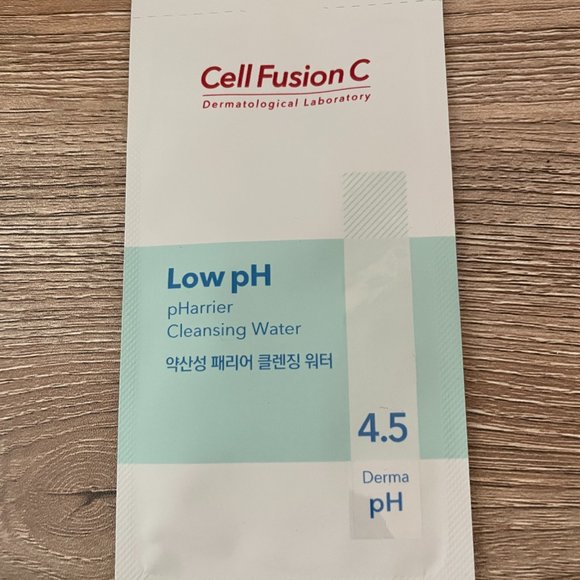 Cell Fusion C
Dermatological Laboratory
Low pH
pHarrier
Cleansing Water
약산성 패리어 클렌징 워터
4.5
Derma
pH